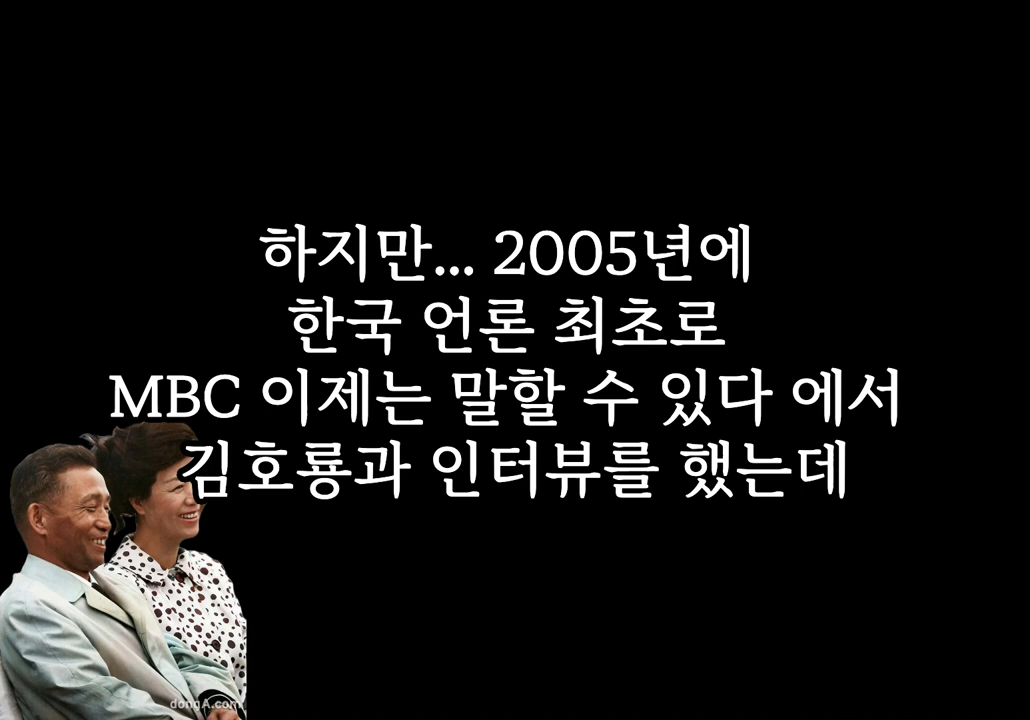 하지만... 2005년에
한국 언론 최초로
MBC 이제는 말할 수 있다 에서
김호룡과 인터뷰를 했는데
dongA.com